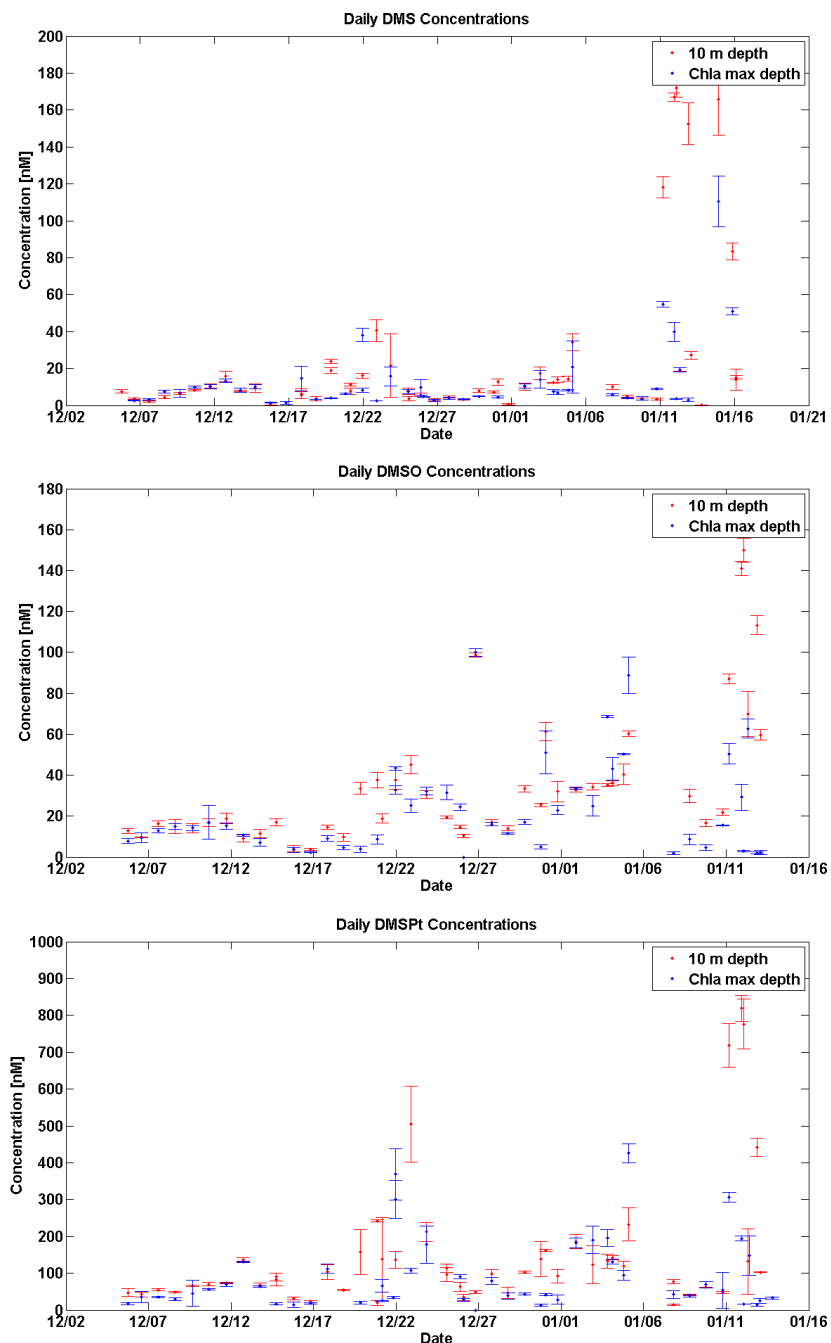 Daily DMS Concentrations
200
180
160
140
120
100
80
60
40
20
0
Concentration [nM]
10 m depth
Chla max depth
12/02 12/07 12/12 12/17 12/22 12/27 01/01 01/06 01/11 01/16 01/21
Date
Daily DMSO Concentrations
180
160
140
120
100
80
60
40
20
0
Concentration [nM]
10 m depth
Chla max depth
12/02 12/07 12/12 12/17 12/22 12/27 01/01 01/06 01/11 01/16
Date
Daily DMSPt Concentrations
1000
900
800
700
600
500
400
300
200
100
0
Concentration [nM]
10 m depth
Chla max depth
12/02 12/07 12/12 12/17 12/22 12/27 01/01 01/06 01/11 01/16
Date